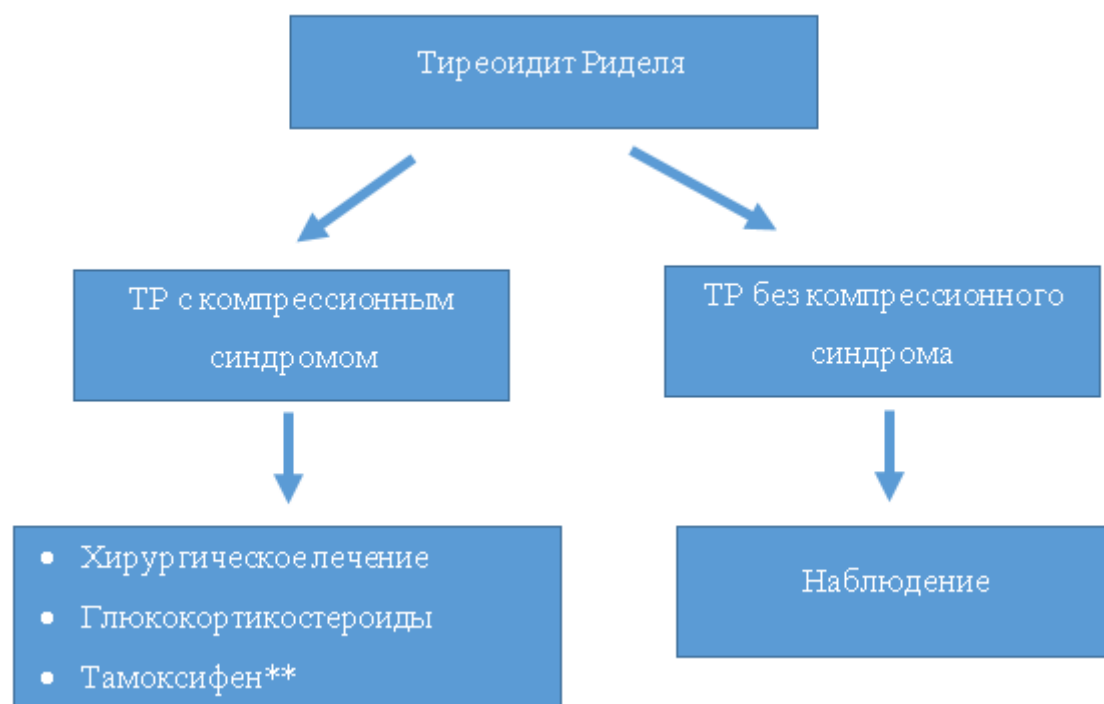 Тиреоидит Риделя
ТР с компрессионным
синдромом
ТР без компрессионного
синдрома
• Хирургическое лечение
• Глюкокортикостероиды
• Тамоксифен**
Наблюдение